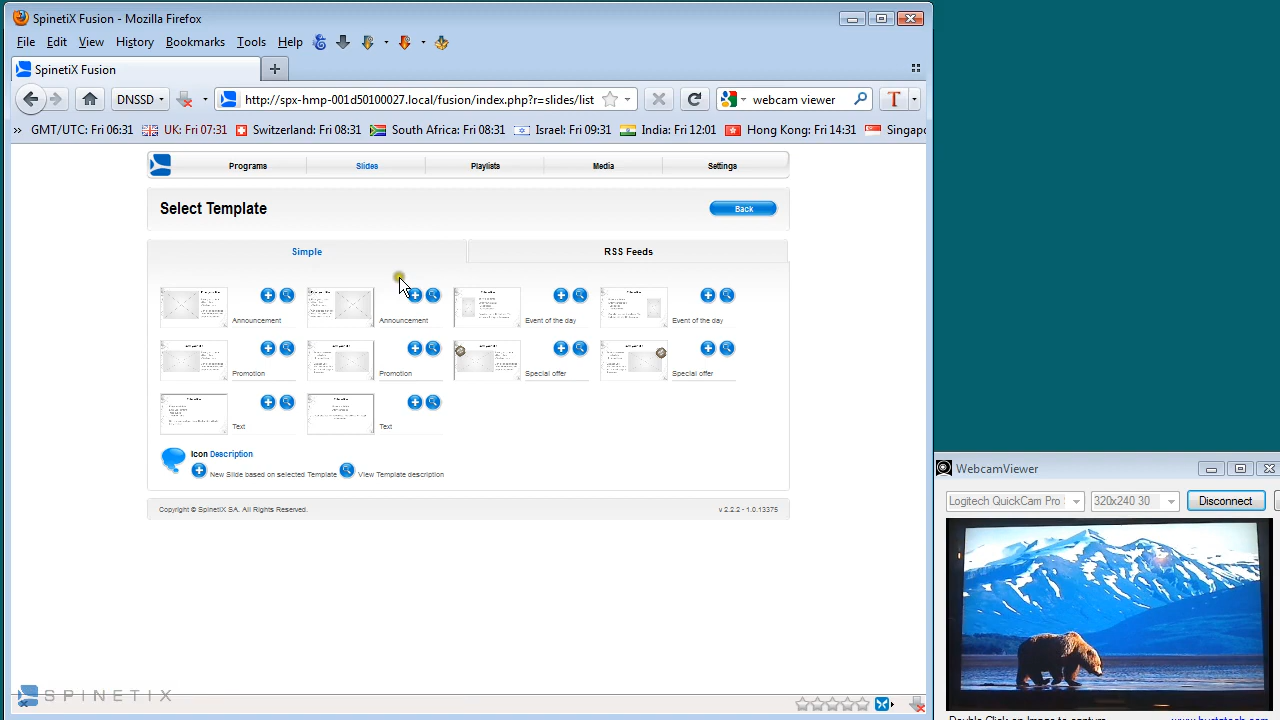 SpinetiX Fusion - Mozilla Firefox
File Edit View History Bookmarks Tools Help
SpinetiX Fusion
DNSSD http://spx-hmp-001d50100027.local/fusion/index.php?r=slides/list webcam viewer T
» GMT/UTC: Fri 06:31 UK: Fri 07:31 Switzerland: Fri 08:31 South Africa: Fri 08:31 Israel: Fri 09:31 India: Fri 12:01 Hong Kong: Fri 14:31 Singapo
Programs Slides Playlists Media Settings
Select Template Back
Simple RSS Feeds
Announcement Announcement Event of the day Event of the day
Promotion Promotion Special offer Special offer
Text Text
Icon Description
New Slide based on selected Template View Template description
Copyright © SpinetiX SA. All Rights Reserved. v 2.2.2 - 1.0.13375
SPINETIX
WebcamViewer
Logitech QuickCam Pro 320x240 30 Disconnect